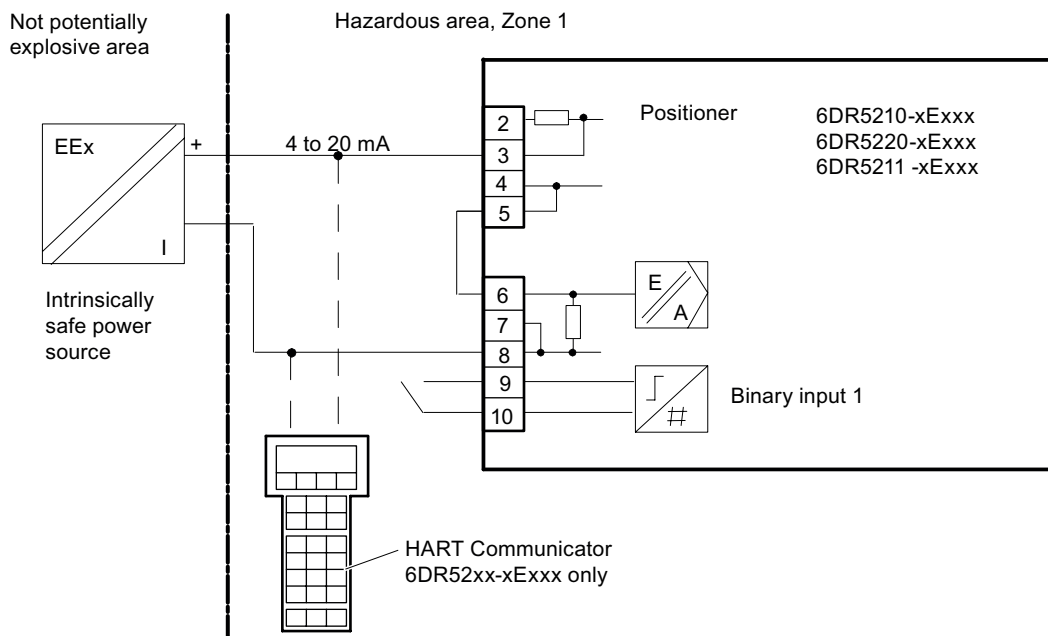 Not potentially
explosive area
Hazardous area, Zone 1
EEx
+
I
4 to 20 mA
Intrinsically
safe power
source
2
3
4
5
6
7
8
9
10
Positioner
6DR5210-xExxx
6DR5220-xExxx
6DR5211 -xExxx
E
A
Binary input 1
#
HART Communicator
6DR52xx-xExxx only